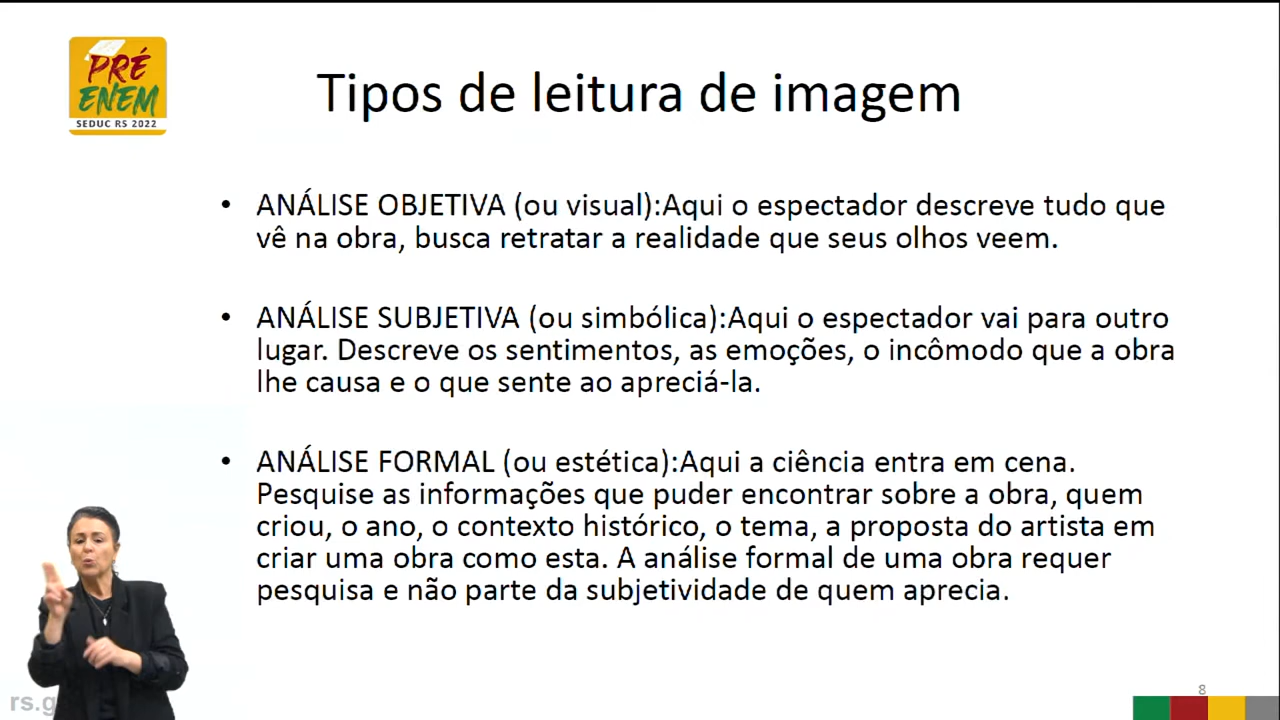 PRÉ
ENEM
SEDUC RS 2022
Tipos de leitura de imagem
• ANÁLISE OBJETIVA (ou visual):Aqui o espectador descreve tudo que
vê na obra, busca retratar a realidade que seus olhos veem.
• ANÁLISE SUBJETIVA (ou simbólica):Aqui o espectador vai para outro
lugar. Descreve os sentimentos, as emoções, o incômodo que a obra
lhe causa e o que sente ao apreciá-la.
• ANÁLISE FORMAL (ou estética):Aqui a ciência entra em cena.
Pesquise as informações que puder encontrar sobre a obra, quem
criou, o ano, o contexto histórico, o tema, a proposta do artista em
criar uma obra como esta. A análise formal de uma obra requer
pesquisa e não parte da subjetividade de quem aprecia.
rs.g
8